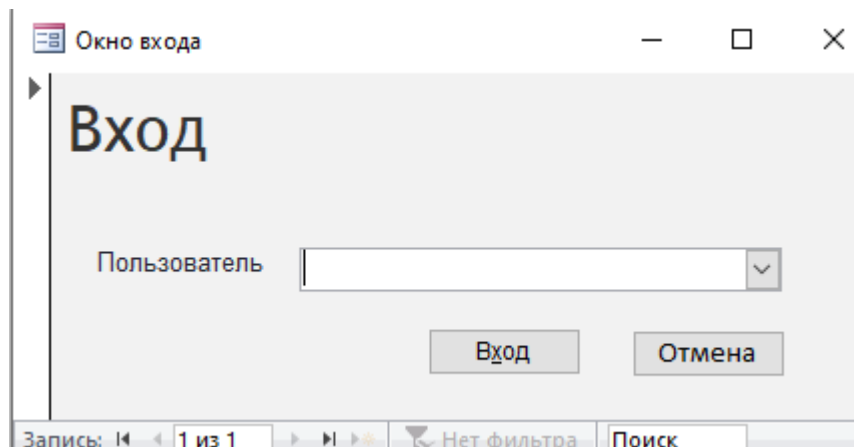 Окно входа
Вход
Пользователь
Вход Отмена
Запись: 1 из 1 Нет фильтра Поиск